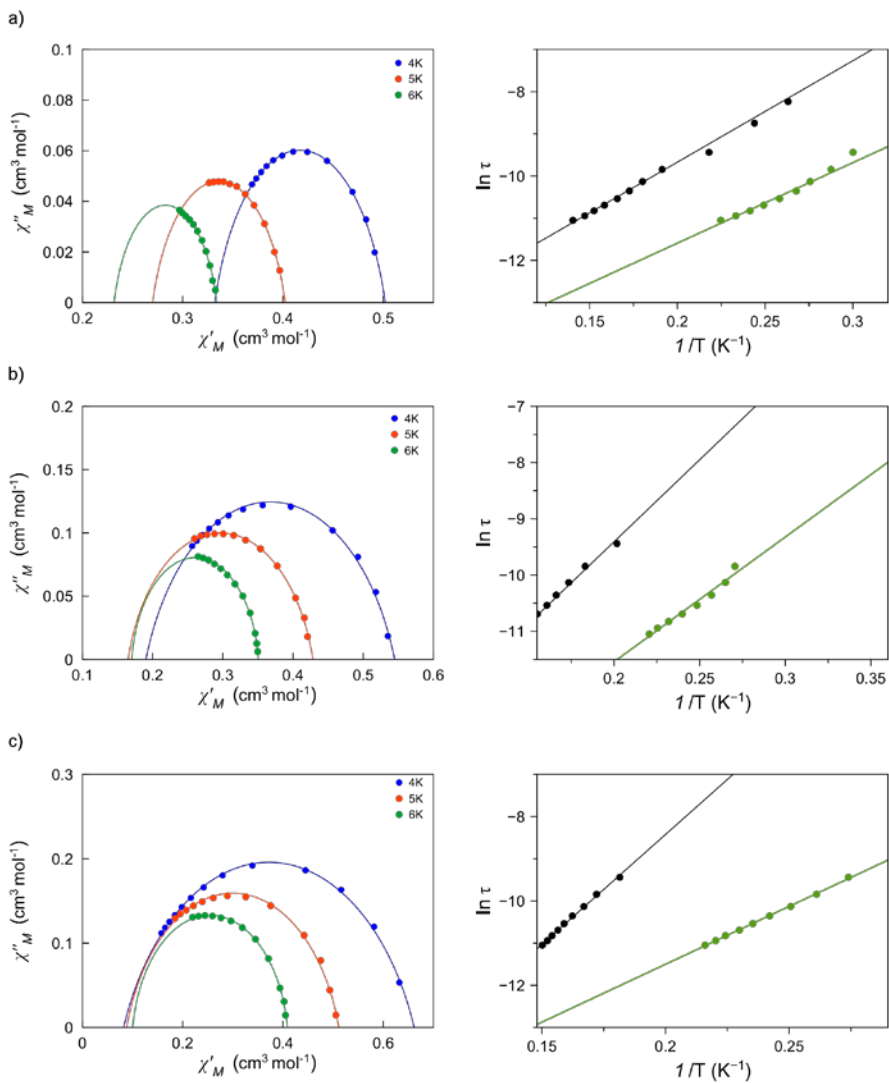 a)
0.1
0.08
0.06
0.04
0.02
0
0.2
0.3
0.4
0.5
χ''M (cm³ mol⁻¹)
χ'M (cm³ mol⁻¹)
4K
5K
6K
−8
−10
−12
0.15
0.20
0.25
0.3
ln τ
1/T (K⁻¹)
b)
0.2
0.15
0.1
0.05
0
0.1
0.2
0.3
0.4
0.5
0.6
χ''M (cm³ mol⁻¹)
χ'M (cm³ mol⁻¹)
4K
5K
6K
−7
−8
−9
−10
−11
0.2
0.25
0.3
0.35
ln τ
1/T (K⁻¹)
c)
0.3
0.2
0.1
0
0
0.2
0.4
0.6
χ''M (cm³ mol⁻¹)
χ'M (cm³ mol⁻¹)
4K
5K
6K
−8
−10
−12
0.15
0.2
0.25
ln τ
1/T (K⁻¹)